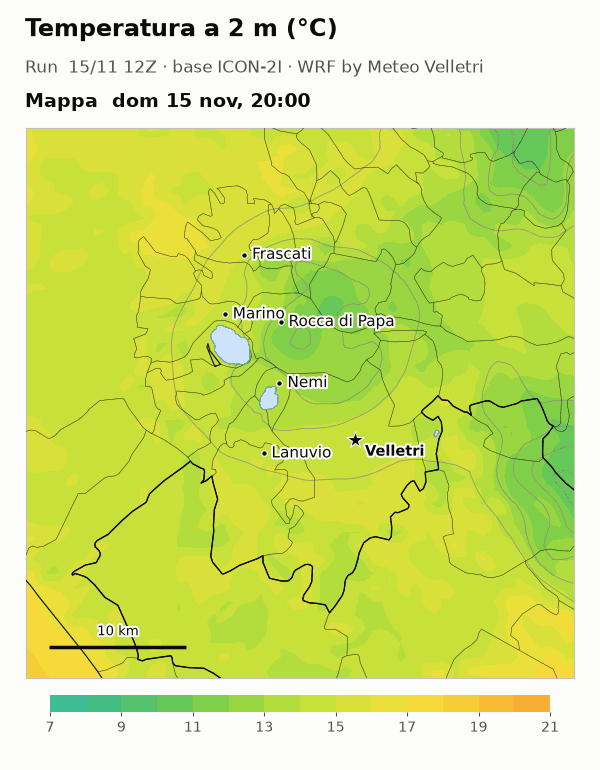 Temperatura a 2 m (°C)
Run  15/11 12Z · base ICON-2I · WRF by Meteo Velletri
Mappa  dom 15 nov, 20:00
Frascati
Marino
Rocca di Papa
Nemi
Velletri
Lanuvio
10 km
7 9 11 13 15 17 19 21